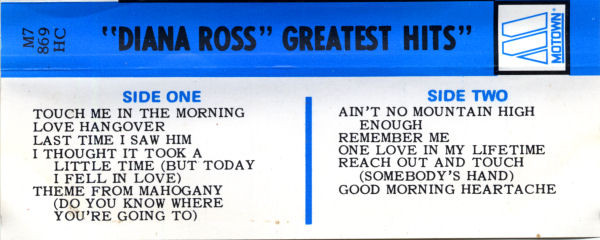 M7
869
HC
"DIANA ROSS" GREATEST HITS"
MOTOWN®
SIDE ONE
TOUCH ME IN THE MORNING
LOVE HANGOVER
LAST TIME I SAW HIM
I THOUGHT IT TOOK A
LITTLE TIME (BUT TODAY
I FELL IN LOVE)
THEME FROM MAHOGANY
(DO YOU KNOW WHERE
YOU'RE GOING TO)
SIDE TWO
AIN'T NO MOUNTAIN HIGH
ENOUGH
REMEMBER ME
ONE LOVE IN MY LIFETIME
REACH OUT AND TOUCH
(SOMEBODY'S HAND)
GOOD MORNING HEARTACHE